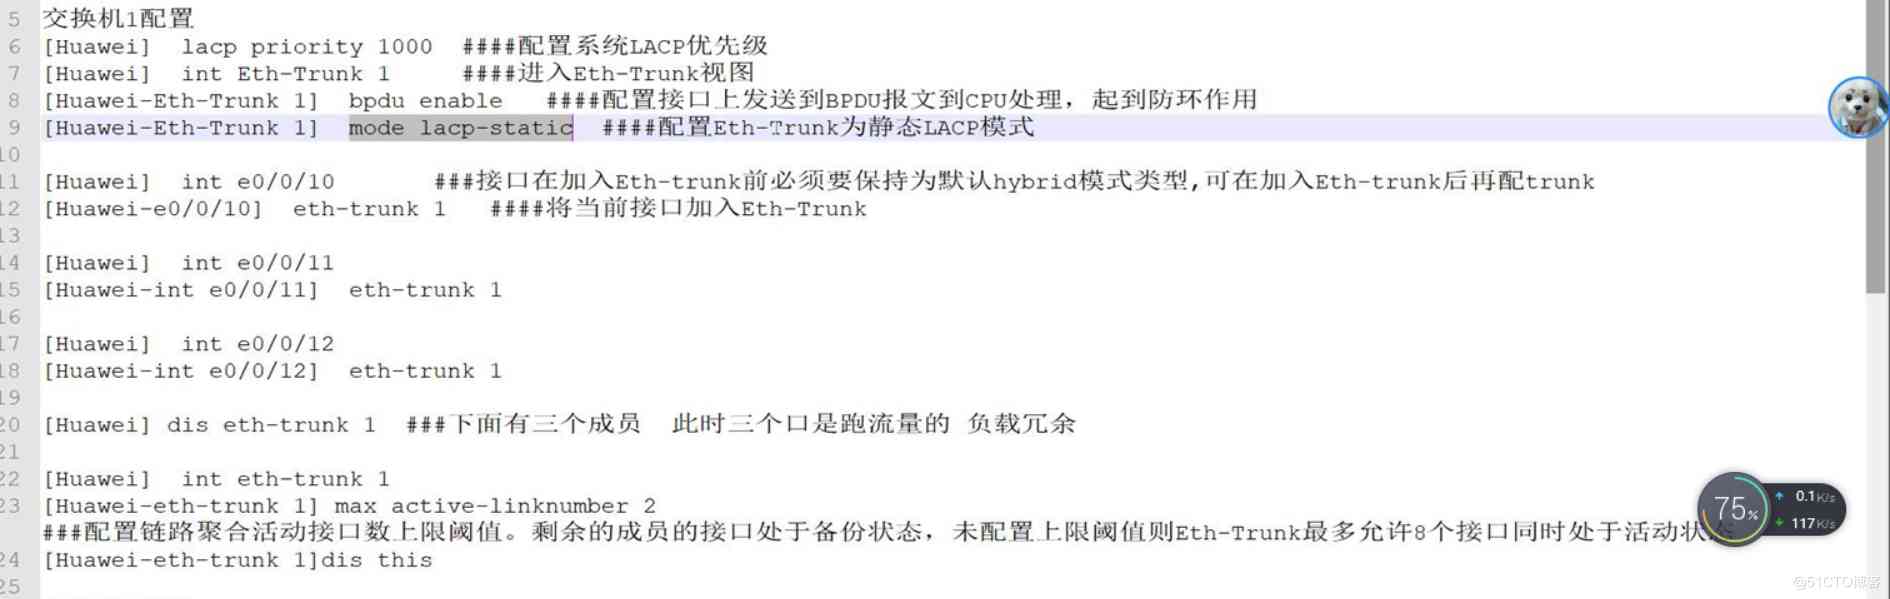 5 交换机1配置
6 [Huawei] lacp priority 1000 ####配置系统LACP优先级
7 [Huawei] int Eth-Trunk 1 ####进入Eth-Trunk视图
8 [Huawei-Eth-Trunk 1] bpdu enable ####配置接口上发送到BPDU报文到CPU处理，起到防环作用
9 [Huawei-Eth-Trunk 1] mode lacp-static ####配置Eth-Trunk为静态LACP模式
10
11 [Huawei] int e0/0/10 ###接口在加入Eth-trunk前必须要保持为默认hybrid模式类型,可在加入Eth-trunk后再配trunk
12 [Huawei-e0/0/10] eth-trunk 1 ####将当前接口加入Eth-Trunk
13
14 [Huawei] int e0/0/11
15 [Huawei-int e0/0/11] eth-trunk 1
16
17 [Huawei] int e0/0/12
18 [Huawei-int e0/0/12] eth-trunk 1
19
20 [Huawei] dis eth-trunk 1 ###下面有三个成员 此时三个口是跑流量的 负载冗余
21
22 [Huawei] int eth-trunk 1
23 [Huawei-eth-trunk 1] max active-linknumber 2
###配置链路聚合活动接口数上限阈值。剩余的成员的接口处于备份状态，未配置上限阈值则Eth-Trunk最多允许8个接口同时处于活动状态
24 [Huawei-eth-trunk 1]dis this
25
75%
0.1K/s
117K/s
@51CTO博客